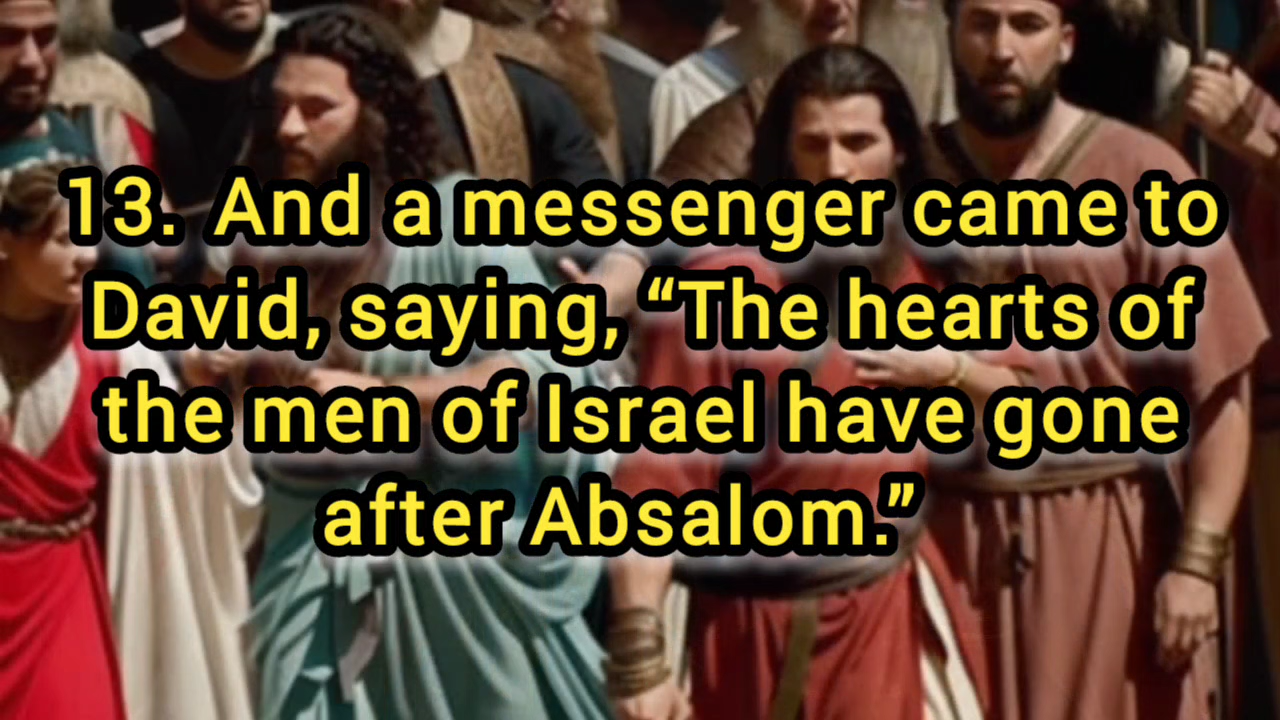 13. And a messenger came to
David, saying, “The hearts of
the men of Israel have gone
after Absalom.”